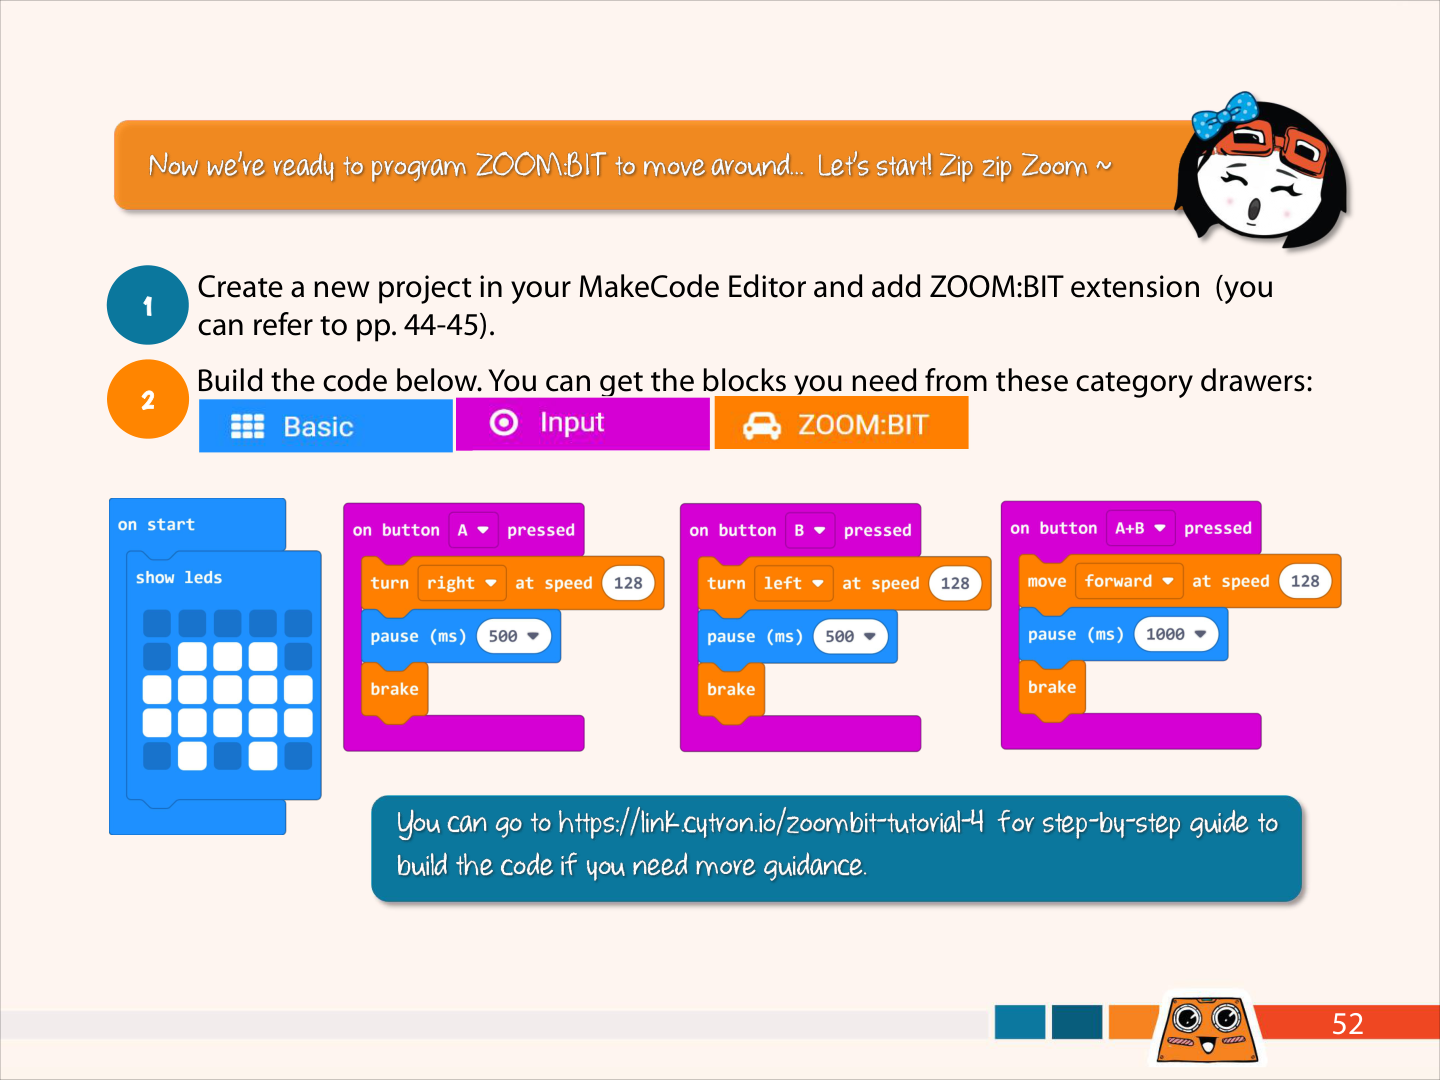 Now we're ready to program ZOOM:BIT to move around... Let's start! Zip zip Zoom ~
1
Create a new project in your MakeCode Editor and add ZOOM:BIT extension (you
can refer to pp. 44-45).
2
Build the code below. You can get the blocks you need from these category drawers:
Basic
Input
ZOOM:BIT
on start
show leds
on button A pressed
turn right at speed 128
pause (ms) 500
brake
on button B pressed
turn left at speed 128
pause (ms) 500
brake
on button A+B pressed
move forward at speed 128
pause (ms) 1000
brake
You can go to https://link.cytron.io/zoombit-tutorial-4 for step-by-step guide to
build the code if you need more guidance.
52